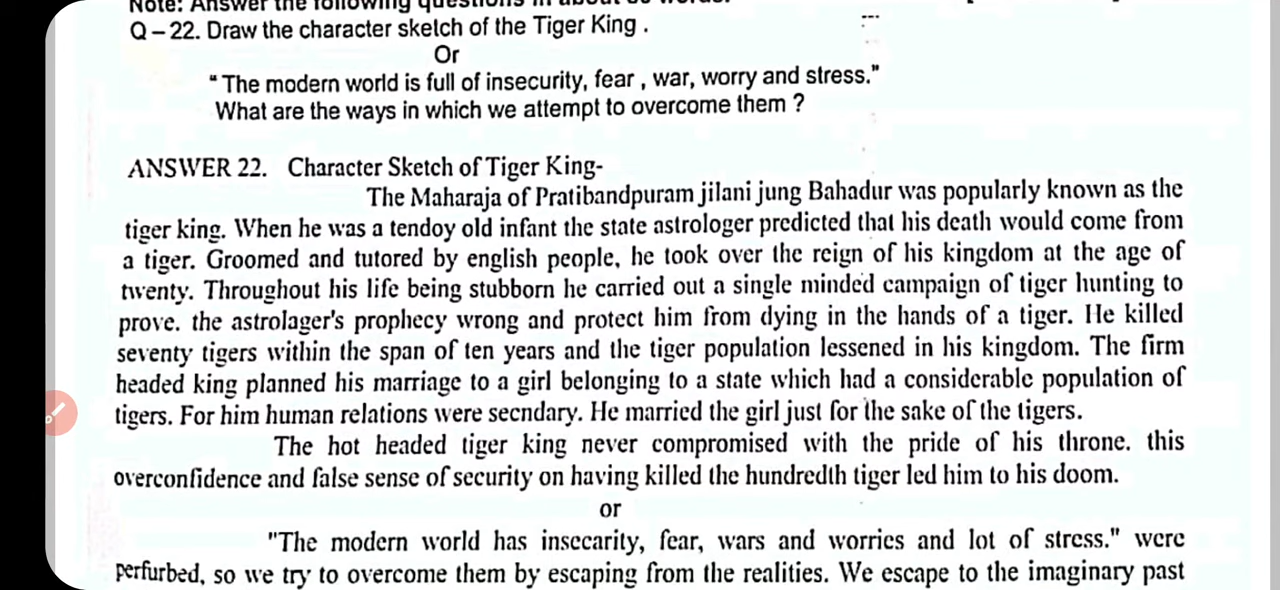 Note: Answer the following questions in about
Q – 22. Draw the character sketch of the Tiger King .
Or
“ The modern world is full of insecurity, fear , war, worry and stress.”
What are the ways in which we attempt to overcome them ?
ANSWER 22. Character Sketch of Tiger King-
The Maharaja of Pratibandpuram jilani jung Bahadur was popularly known as the
tiger king. When he was a tendoy old infant the state astrologer predicted that his death would come from
a tiger. Groomed and tutored by english people, he took over the reign of his kingdom at the age of
twenty. Throughout his life being stubborn he carried out a single minded campaign of tiger hunting to
prove. the astrolager's prophecy wrong and protect him from dying in the hands of a tiger. He killed
seventy tigers within the span of ten years and the tiger population lessened in his kingdom. The firm
headed king planned his marriage to a girl belonging to a state which had a considerable population of
tigers. For him human relations were secndary. He married the girl just for the sake of the tigers.
The hot headed tiger king never compromised with the pride of his throne. this
overconfidence and false sense of security on having killed the hundredth tiger led him to his doom.
or
"The modern world has insecarity, fear, wars and worries and lot of stress." were
perfurbed, so we try to overcome them by escaping from the realities. We escape to the imaginary past